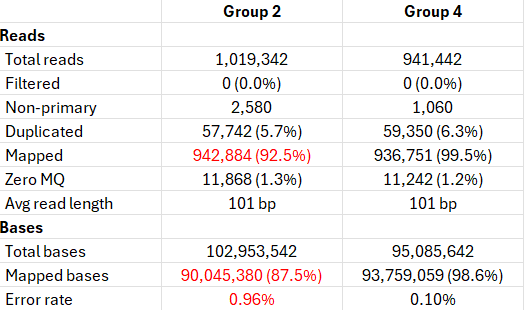 Group 2 Group 4
Reads
Total reads 1,019,342 941,442
Filtered 0 (0.0%) 0 (0.0%)
Non-primary 2,580 1,060
Duplicated 57,742 (5.7%) 59,350 (6.3%)
Mapped 942,884 (92.5%) 936,751 (99.5%)
Zero MQ 11,868 (1.3%) 11,242 (1.2%)
Avg read length 101 bp 101 bp
Bases
Total bases 102,953,542 95,085,642
Mapped bases 90,045,380 (87.5%) 93,759,059 (98.6%)
Error rate 0.96% 0.10%